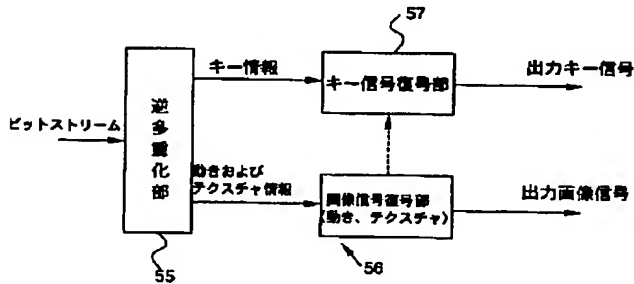 57
キー情報
出力キー信号
キー信号復号部
ビットストリーム
逆多重化部
動きおよび
テクスチャ情報
画像信号復号部
(動き、テクスチャ)
出力画像信号
55
56